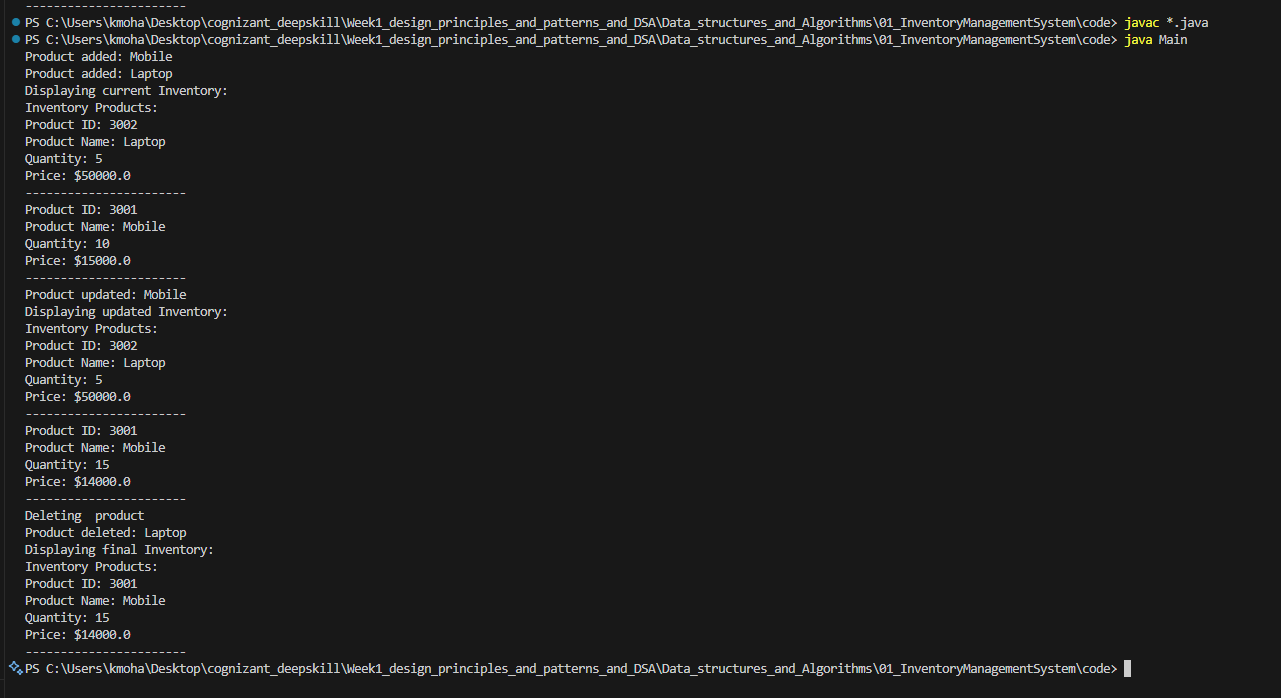 -----------------------
PS C:\Users\kmoha\Desktop\cognizant_deepskill\Week1_design_principles_and_patterns_and_DSA\Data_structures_and_Algorithms\01_InventoryManagementSystem\code> javac *.java
PS C:\Users\kmoha\Desktop\cognizant_deepskill\Week1_design_principles_and_patterns_and_DSA\Data_structures_and_Algorithms\01_InventoryManagementSystem\code> java Main
Product added: Mobile
Product added: Laptop
Displaying current Inventory:
Inventory Products:
Product ID: 3002
Product Name: Laptop
Quantity: 5
Price: $50000.0
-----------------------
Product ID: 3001
Product Name: Mobile
Quantity: 10
Price: $15000.0
-----------------------
Product updated: Mobile
Displaying updated Inventory:
Inventory Products:
Product ID: 3002
Product Name: Laptop
Quantity: 5
Price: $50000.0
-----------------------
Product ID: 3001
Product Name: Mobile
Quantity: 15
Price: $14000.0
-----------------------
Deleting  product
Product deleted: Laptop
Displaying final Inventory:
Inventory Products:
Product ID: 3001
Product Name: Mobile
Quantity: 15
Price: $14000.0
-----------------------
PS C:\Users\kmoha\Desktop\cognizant_deepskill\Week1_design_principles_and_patterns_and_DSA\Data_structures_and_Algorithms\01_InventoryManagementSystem\code>